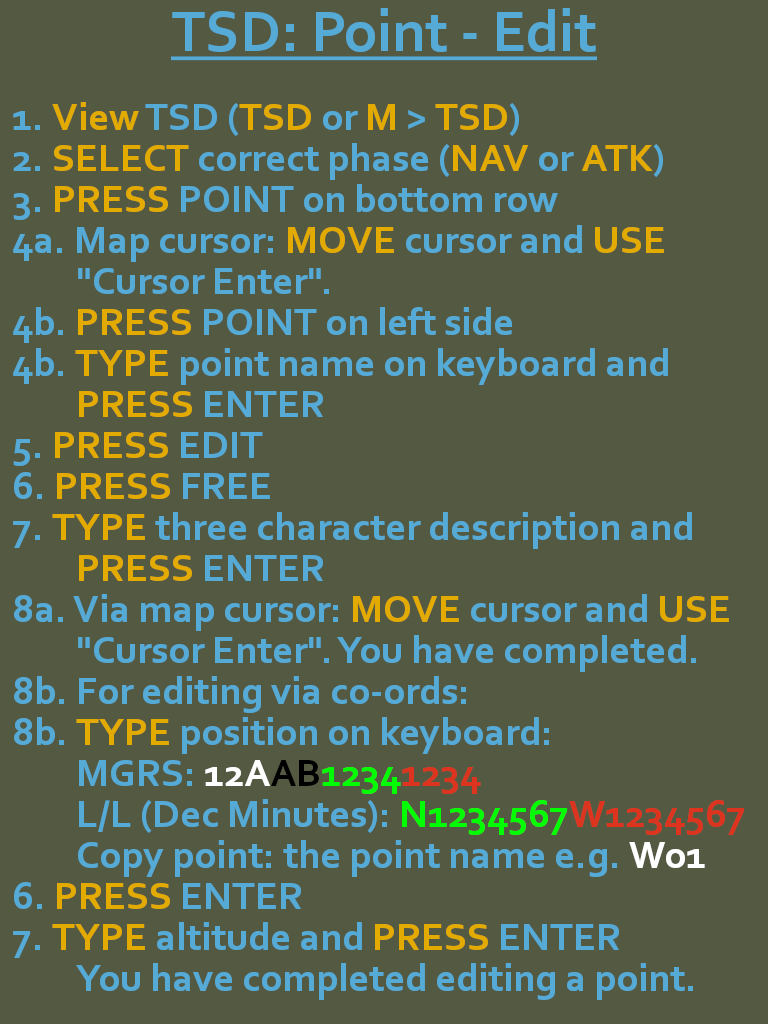 TSD: Point - Edit
1. View TSD (TSD or M > TSD)
2. SELECT correct phase (NAV or ATK)
3. PRESS POINT on bottom row
4a. Map cursor: MOVE cursor and USE
"Cursor Enter".
4b. PRESS POINT on left side
4b. TYPE point name on keyboard and
PRESS ENTER
5. PRESS EDIT
6. PRESS FREE
7. TYPE three character description and
PRESS ENTER
8a. Via map cursor: MOVE cursor and USE
"Cursor Enter". You have completed.
8b. For editing via co-ords:
8b. TYPE position on keyboard:
MGRS: 12AAB12341234
L/L (Dec Minutes): N1234567W1234567
Copy point: the point name e.g. W01
6. PRESS ENTER
7. TYPE altitude and PRESS ENTER
You have completed editing a point.